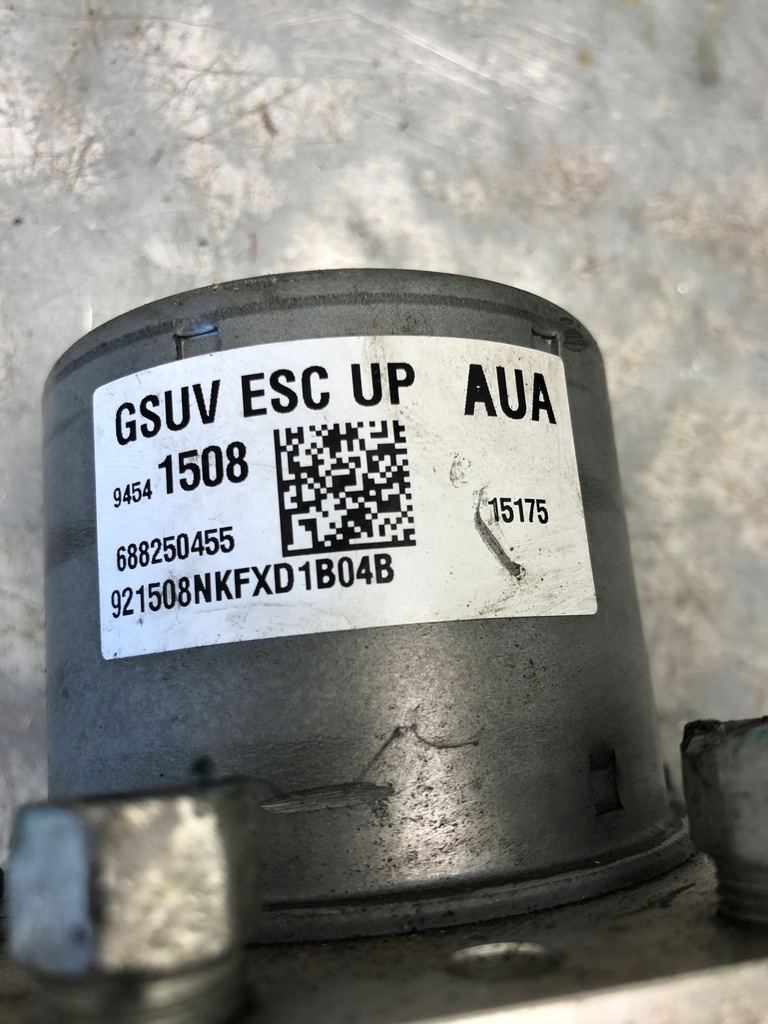 GSUV ESC UP AUA
9454 1508
15175
688250455
921508NKFXD1B04B